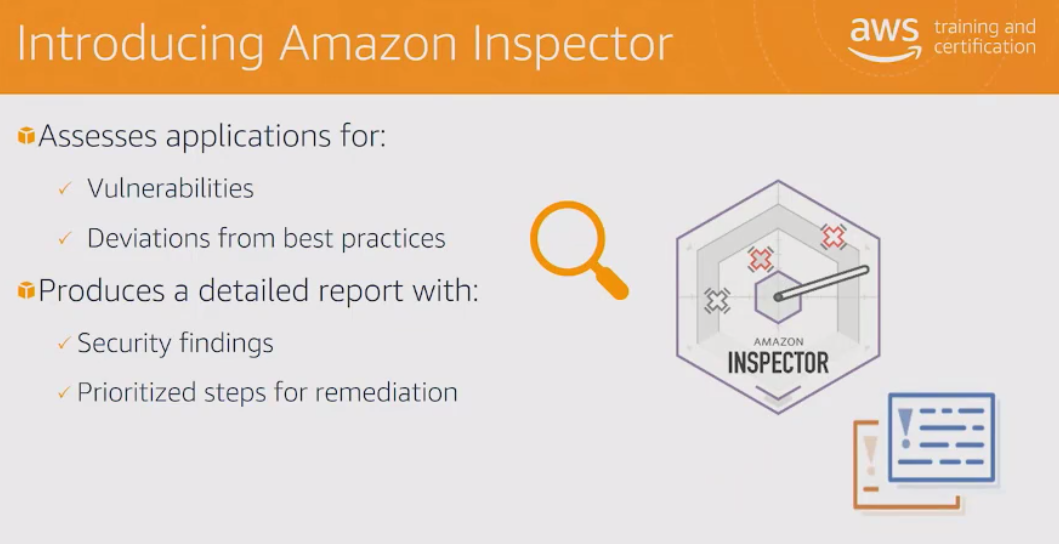 Introducing Amazon Inspector
aws training and certification
Assesses applications for:
Vulnerabilities
Deviations from best practices
Produces a detailed report with:
Security findings
Prioritized steps for remediation
AMAZON
INSPECTOR